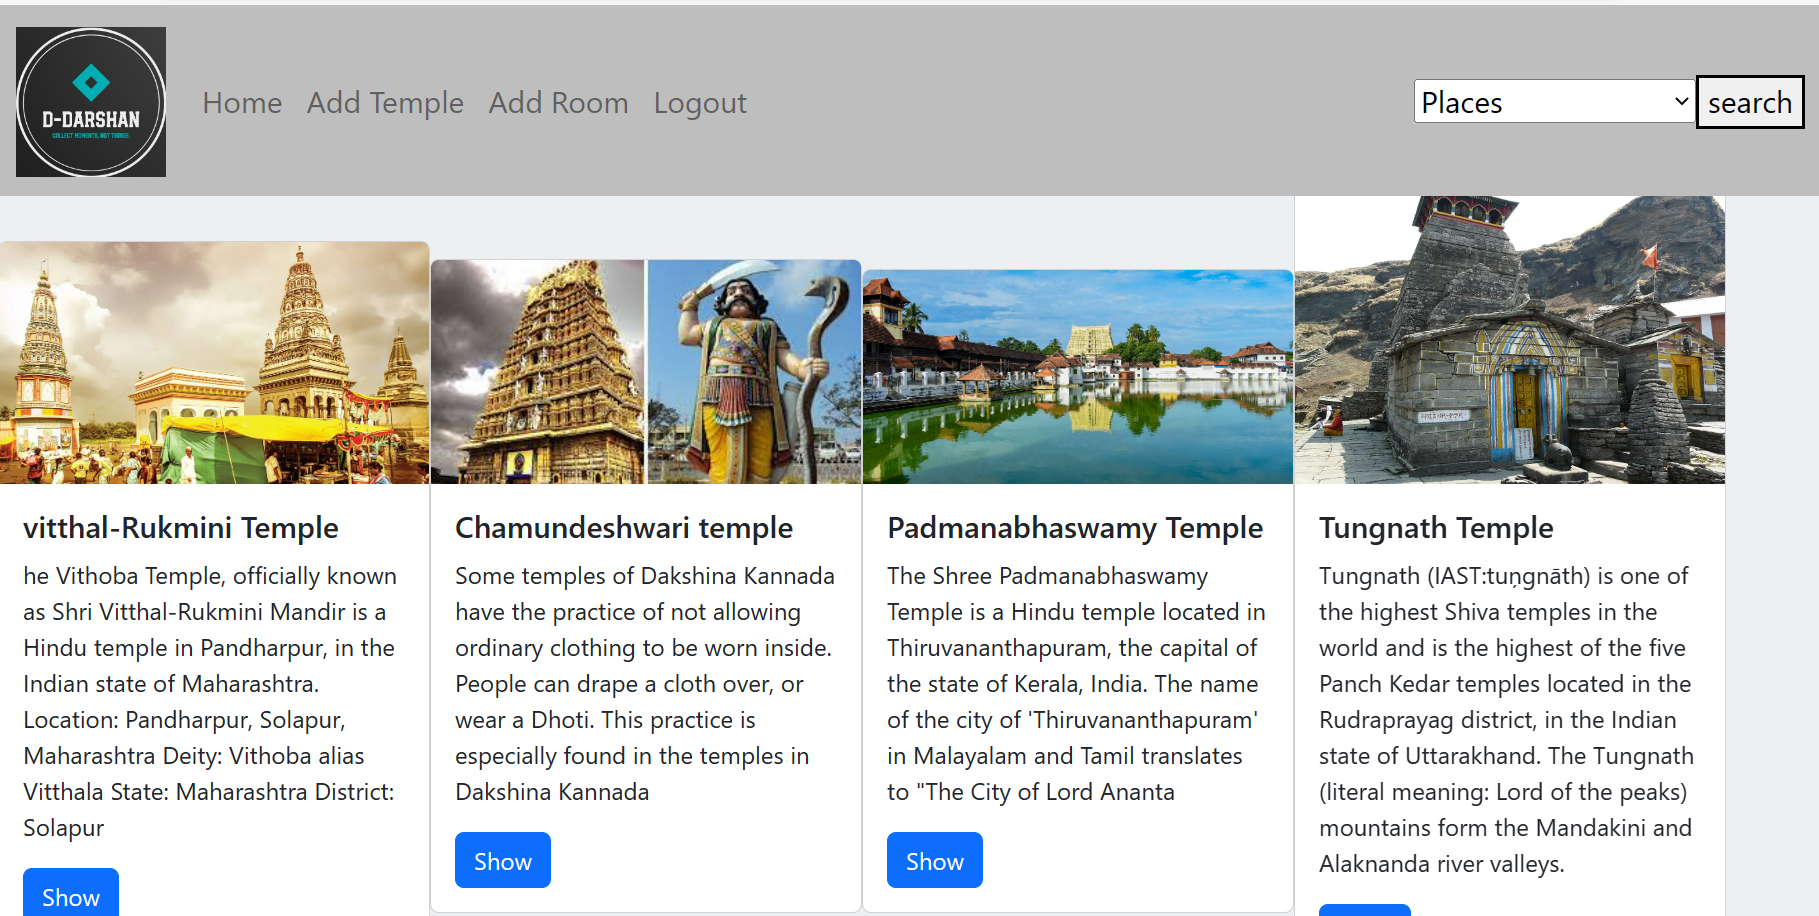 D-DARSHAN
COLLECT MOMENTS, NOT THINGS.
Home Add Temple Add Room Logout
Places search
vitthal-Rukmini Temple
he Vithoba Temple, officially known
as Shri Vitthal-Rukmini Mandir is a
Hindu temple in Pandharpur, in the
Indian state of Maharashtra.
Location: Pandharpur, Solapur,
Maharashtra Deity: Vithoba alias
Vitthala State: Maharashtra District:
Solapur
Show
Chamundeshwari temple
Some temples of Dakshina Kannada
have the practice of not allowing
ordinary clothing to be worn inside.
People can drape a cloth over, or
wear a Dhoti. This practice is
especially found in the temples in
Dakshina Kannada
Show
Padmanabhaswamy Temple
The Shree Padmanabhaswamy
Temple is a Hindu temple located in
Thiruvananthapuram, the capital of
the state of Kerala, India. The name
of the city of 'Thiruvananthapuram'
in Malayalam and Tamil translates
to "The City of Lord Ananta
Show
Tungnath Temple
Tungnath (IAST:tuṇgnāth) is one of
the highest Shiva temples in the
world and is the highest of the five
Panch Kedar temples located in the
Rudraprayag district, in the Indian
state of Uttarakhand. The Tungnath
(literal meaning: Lord of the peaks)
mountains form the Mandakini and
Alaknanda river valleys.